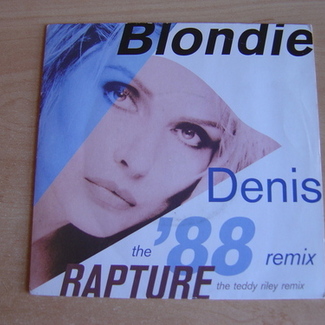 Blondie
Denis
the '88 remix
RAPTURE the teddy riley remix